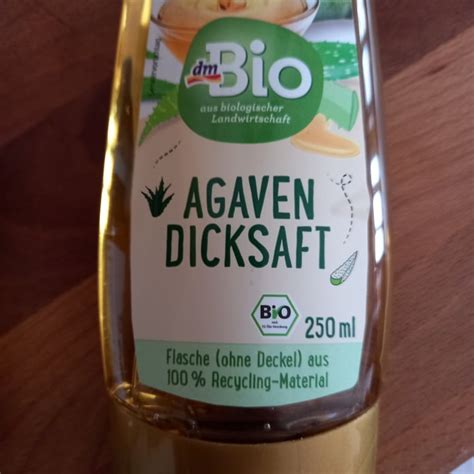 dm
Bio
aus biologischer
Landwirtschaft
AGAVEN
DICKSAFT
Bio
250 ml
Flasche (ohne Deckel) aus
100 % Recycling-Material